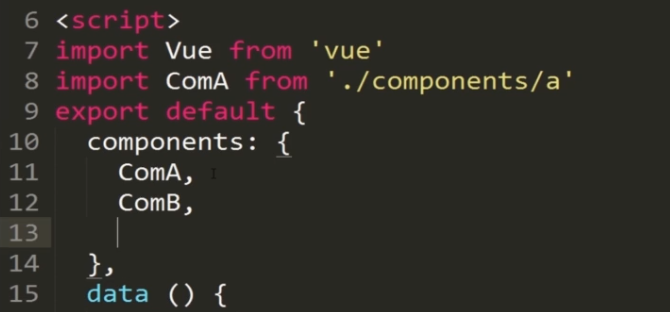 6 <script>
7 import Vue from 'vue'
8 import ComA from './components/a'
9 export default {
10 components: {
11 ComA,
12 ComB,
13
14 },
15 data () {